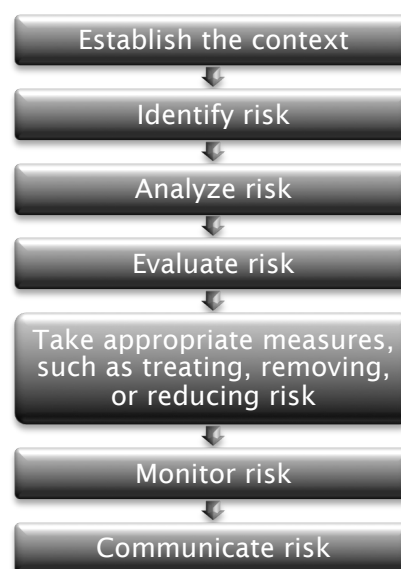 Establish the context
Identify risk
Analyze risk
Evaluate risk
Take appropriate measures,
such as treating, removing,
or reducing risk
Monitor risk
Communicate risk